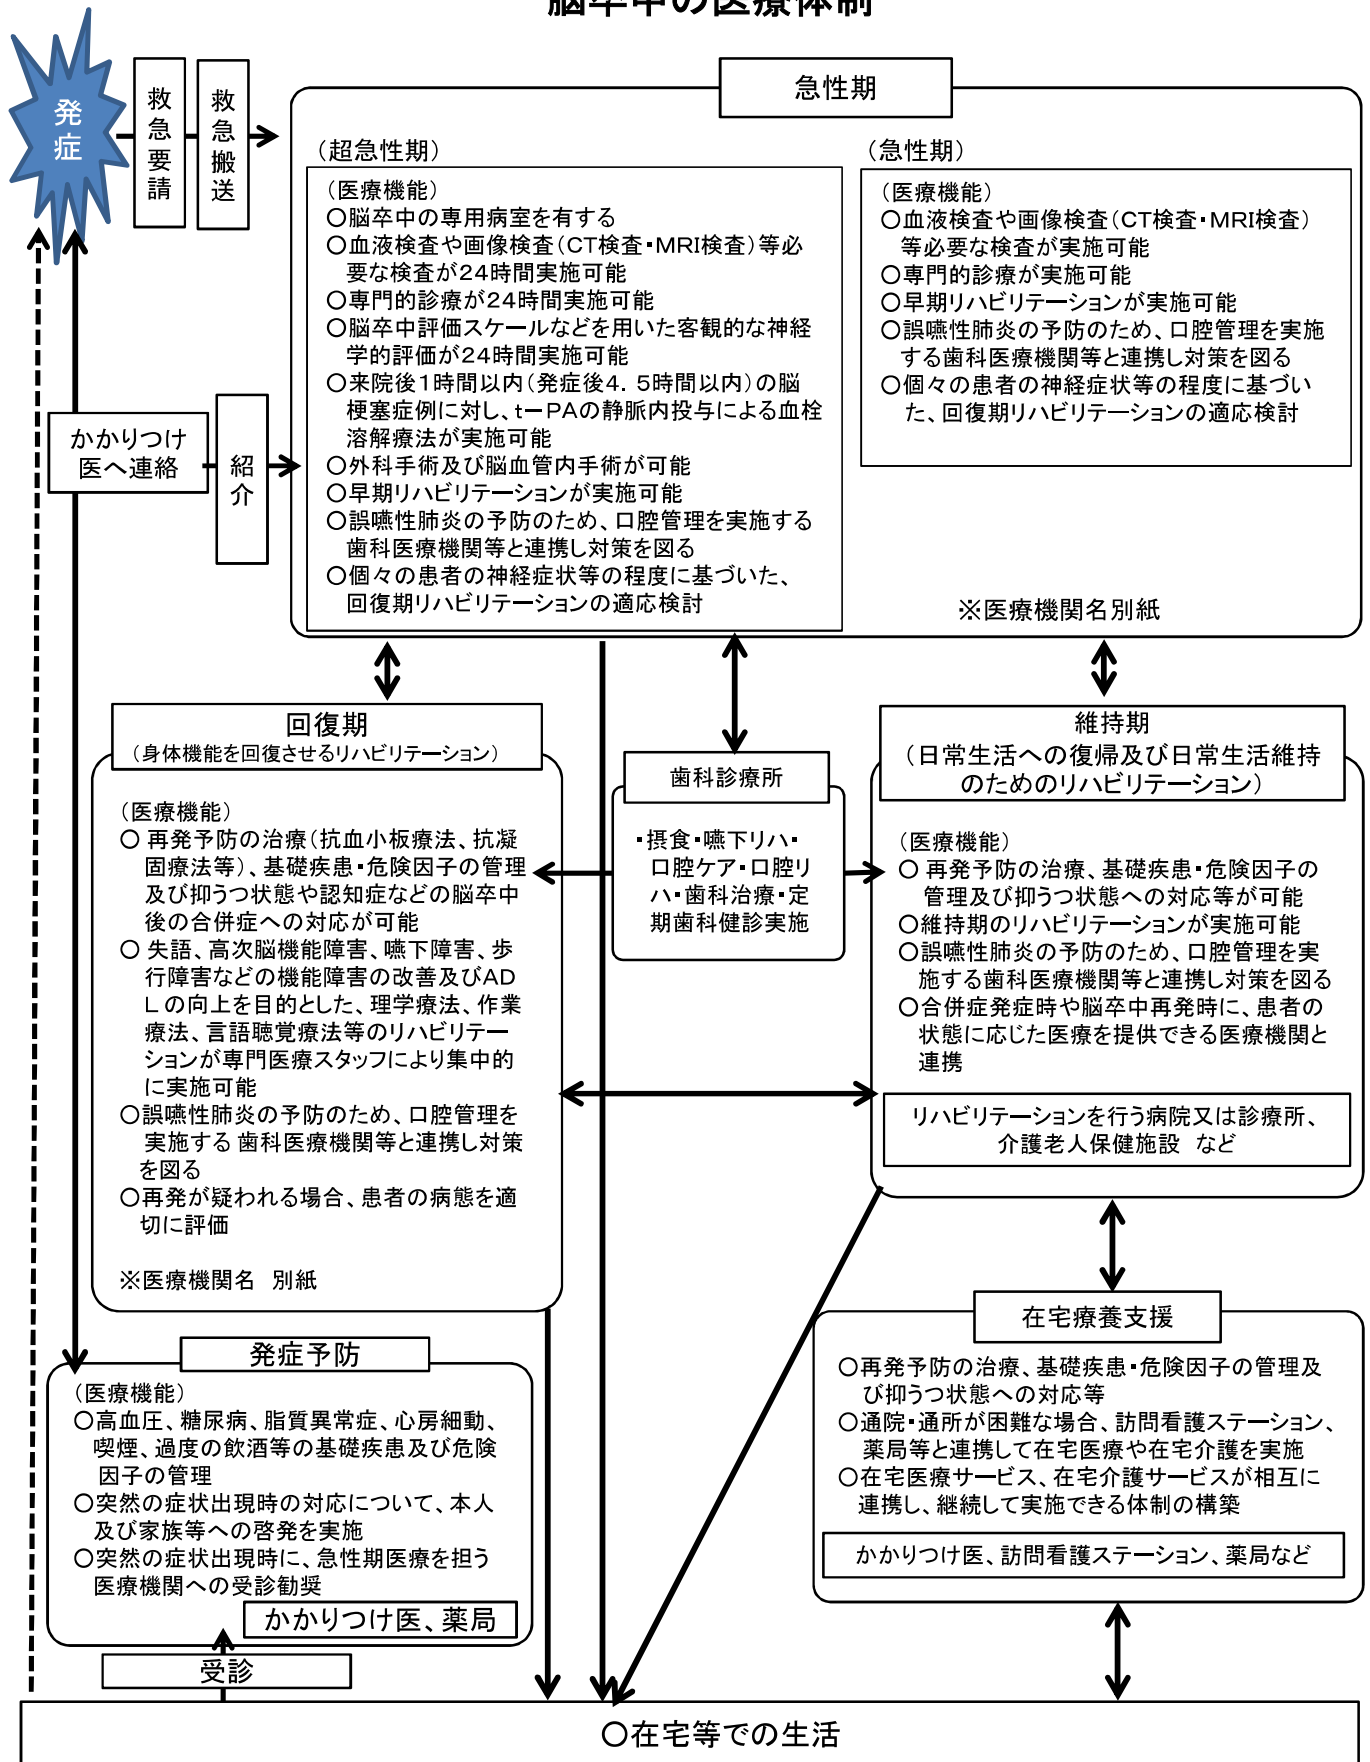 脳卒中の医療体制
発症
救急要請
救急搬送
急性期
（超急性期）
（医療機能）
○脳卒中の専用病室を有する
○血液検査や画像検査（CT検査・MRI検査）等必
要な検査が24時間実施可能
○専門的診療が24時間実施可能
○脳卒中評価スケールなどを用いた客観的な神経
学的評価が24時間実施可能
○来院後1時間以内（発症後4．5時間以内）の脳
梗塞症例に対し、t－PAの静脈内投与による血栓
溶解療法が実施可能
○外科手術及び脳血管内手術が可能
○早期リハビリテーションが実施可能
○誤嚥性肺炎の予防のため、口腔管理を実施する
歯科医療機関等と連携し対策を図る
○個々の患者の神経症状等の程度に基づいた、
回復期リハビリテーションの適応検討
（急性期）
（医療機能）
○血液検査や画像検査（CT検査・MRI検査）
等必要な検査が実施可能
○専門的診療が実施可能
○早期リハビリテーションが実施可能
○誤嚥性肺炎の予防のため、口腔管理を実施
する歯科医療機関等と連携し対策を図る
○個々の患者の神経症状等の程度に基づい
た、回復期リハビリテーションの適応検討
※医療機関名別紙
かかりつけ
医へ連絡
紹介
回復期
（身体機能を回復させるリハビリテーション）
（医療機能）
○ 再発予防の治療（抗血小板療法、抗凝
固療法等）、基礎疾患・危険因子の管理
及び抑うつ状態や認知症などの脳卒中
後の合併症への対応が可能
○ 失語、高次脳機能障害、嚥下障害、歩
行障害などの機能障害の改善及びAD
Lの向上を目的とした、理学療法、作業
療法、言語聴覚療法等のリハビリテー
ションが専門医療スタッフにより集中的
に実施可能
○誤嚥性肺炎の予防のため、口腔管理を
実施する 歯科医療機関等と連携し対策
を図る
○再発が疑われる場合、患者の病態を適
切に評価
※医療機関名　別紙
歯科診療所
・摂食・嚥下リハ・
口腔ケア・口腔リ
ハ・歯科治療・定
期歯科健診実施
維持期
（日常生活への復帰及び日常生活維持
のためのリハビリテーション）
（医療機能）
○ 再発予防の治療、基礎疾患・危険因子の
管理及び抑うつ状態への対応等が可能
○維持期のリハビリテーションが実施可能
○誤嚥性肺炎の予防のため、口腔管理を実
施する歯科医療機関等と連携し対策を図る
○合併症発症時や脳卒中再発時に、患者の
状態に応じた医療を提供できる医療機関と
連携
リハビリテーションを行う病院又は診療所、
介護老人保健施設　など
在宅療養支援
○再発予防の治療、基礎疾患・危険因子の管理及
び抑うつ状態への対応等
○通院・通所が困難な場合、訪問看護ステーション、
薬局等と連携して在宅医療や在宅介護を実施
○在宅医療サービス、在宅介護サービスが相互に
連携し、継続して実施できる体制の構築
かかりつけ医、訪問看護ステーション、薬局など
発症予防
（医療機能）
○高血圧、糖尿病、脂質異常症、心房細動、
喫煙、過度の飲酒等の基礎疾患及び危険
因子の管理
○突然の症状出現時の対応について、本人
及び家族等への啓発を実施
○突然の症状出現時に、急性期医療を担う
医療機関への受診勧奨
かかりつけ医、薬局
受診
○在宅等での生活